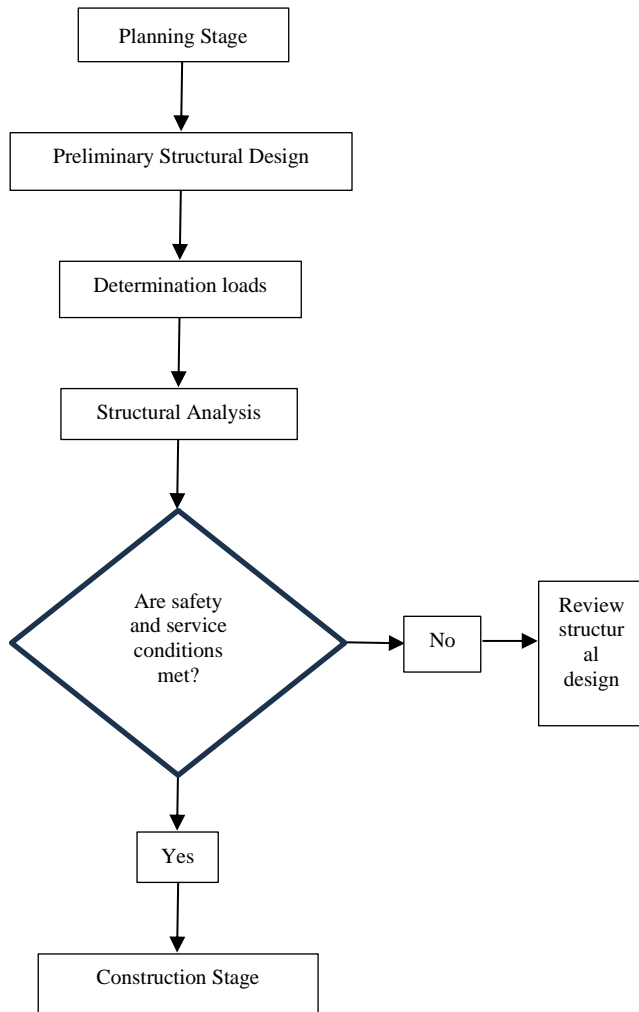 Planning Stage
Preliminary Structural Design
Determination loads
Structural Analysis
Are safety
and service
conditions
met?
No
Review
structur
al
design
Yes
Construction Stage